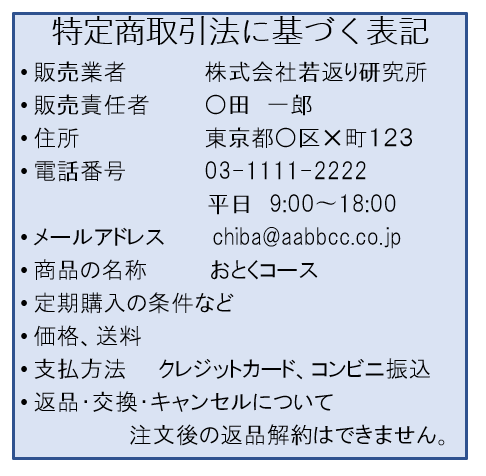 特定商取引法に基づく表記
• 販売業者　株式会社若返り研究所
• 販売責任者　〇田　一郎
• 住所　東京都〇区×町123
• 電話番号　03-1111-2222
平日　9:00～18:00
• メールアドレス　chiba@aabbcc.co.jp
• 商品の名称　おとくコース
• 定期購入の条件など
• 価格、送料
• 支払方法　クレジットカード、コンビニ振込
• 返品・交換・キャンセルについて
注文後の返品解約はできません。